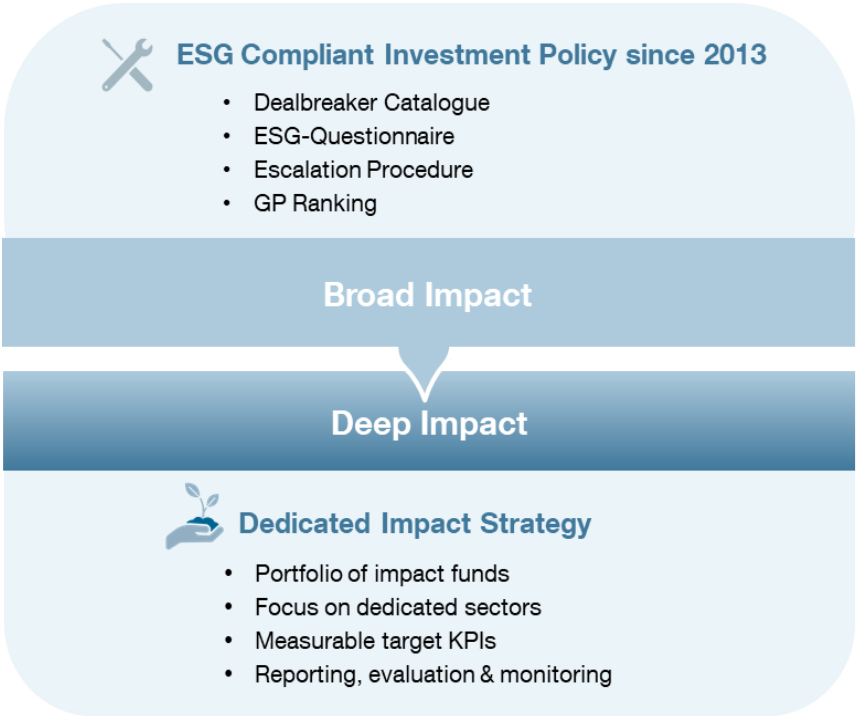 ESG Compliant Investment Policy since 2013
• Dealbreaker Catalogue
• ESG-Questionnaire
• Escalation Procedure
• GP Ranking
Broad Impact
Deep Impact
Dedicated Impact Strategy
• Portfolio of impact funds
• Focus on dedicated sectors
• Measurable target KPIs
• Reporting, evaluation & monitoring